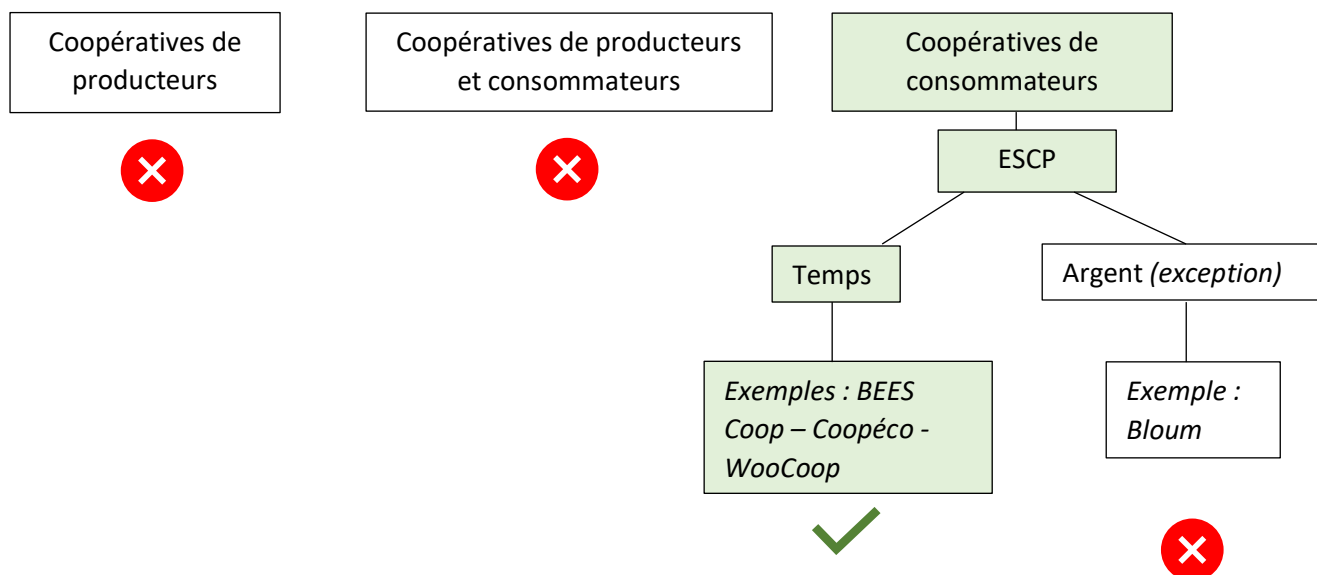 Coopératives de
producteurs
Coopératives de producteurs
et consommateurs
Coopératives de
consommateurs
ESCP
Temps
Argent (exception)
Exemples : BEES
Coop – Coopéco -
WooCoop
Exemple :
Bloum